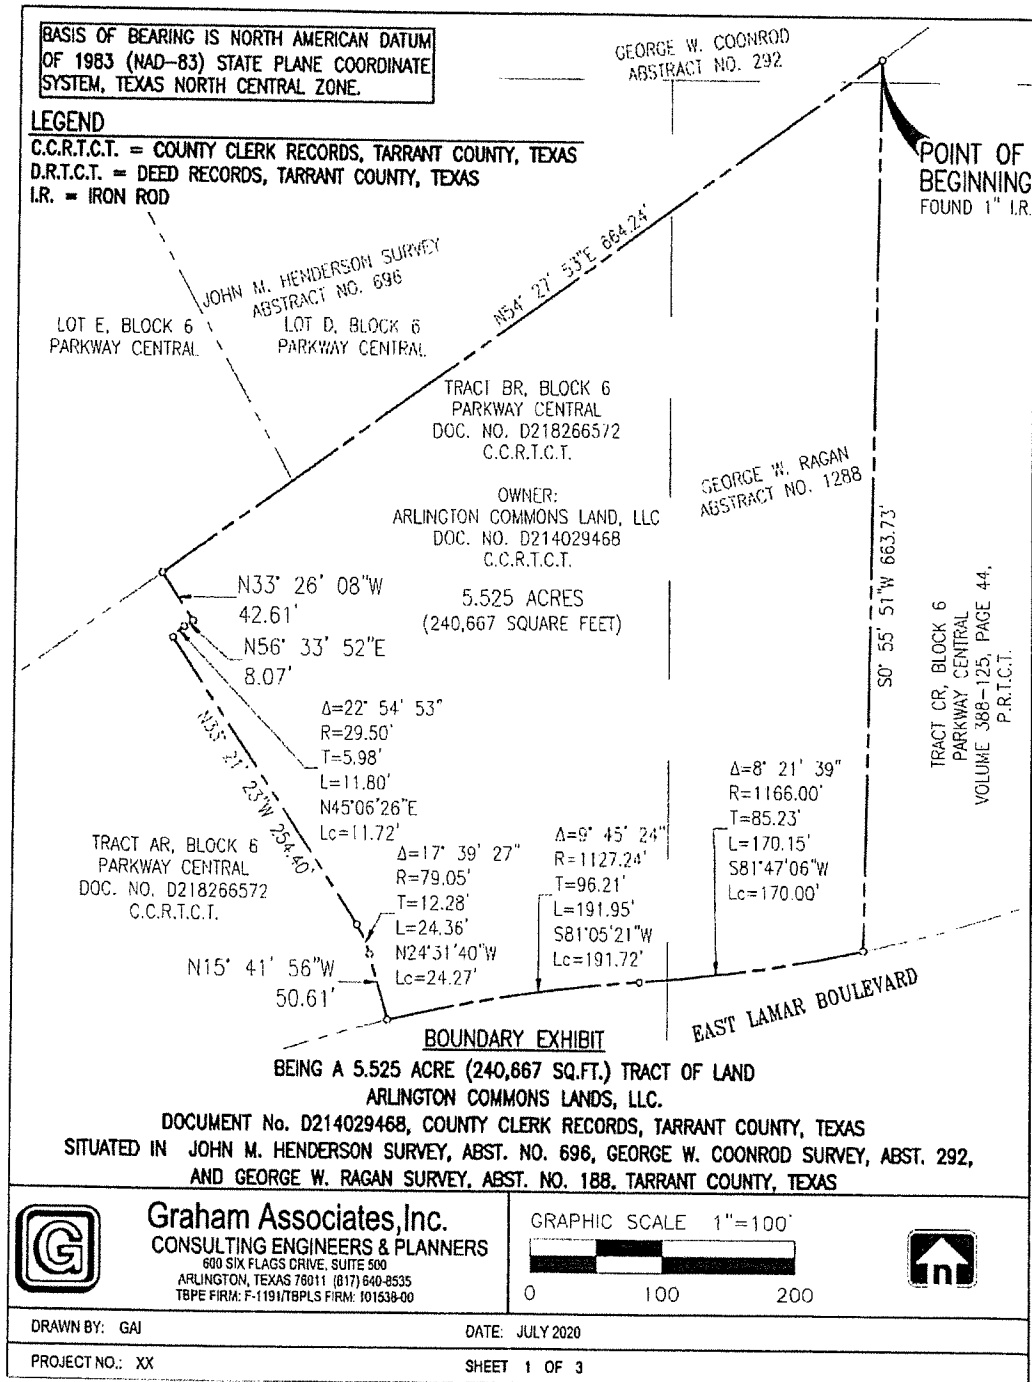 BASIS OF BEARING IS NORTH AMERICAN DATUM
OF 1983 (NAD-83) STATE PLANE COORDINATE
SYSTEM, TEXAS NORTH CENTRAL ZONE.
LEGEND
C.C.R.T.C.T. = COUNTY CLERK RECORDS, TARRANT COUNTY, TEXAS
D.R.T.C.T. = DEED RECORDS, TARRANT COUNTY, TEXAS
I.R. = IRON ROD
GEORGE W. COONROD
ABSTRACT NO. 292
POINT OF
BEGINNING
FOUND 1" I.R.
JOHN M. HENDERSON SURVEY
ABSTRACT NO. 696
LOT E, BLOCK 6
PARKWAY CENTRAL
LOT D, BLOCK 6
PARKWAY CENTRAL
N54° 27' 53"E 664.24'
TRACT BR, BLOCK 6
PARKWAY CENTRAL
DOC. NO. D218266572
C.C.R.T.C.T.
OWNER:
ARLINGTON COMMONS LAND, LLC
DOC. NO. D214029468
C.C.R.T.C.T.
5.525 ACRES
(240,667 SQUARE FEET)
GEORGE W. RAGAN
ABSTRACT NO. 1288
S0° 55' 51"W 663.73'
TRACT CR, BLOCK 6
PARKWAY CENTRAL
VOLUME 388-125, PAGE 44,
P.R.T.C.T.
N33° 26' 08"W
42.61'
N56° 33' 52"E
8.07'
Δ=22° 54' 53"
R=29.50'
T=5.98'
L=11.80'
N45°06'26"E
Lc=11.72'
N33° 21' 23"W 254.40'
TRACT AR, BLOCK 6
PARKWAY CENTRAL
DOC. NO. D218266572
C.C.R.T.C.T.
Δ=17° 39' 27"
R=79.05'
T=12.28'
L=24.36'
N24°31'40"W
Lc=24.27'
Δ=9° 45' 24"
R=1127.24'
T=96.21'
L=191.95'
S81°05'21"W
Lc=191.72'
Δ=8° 21' 39"
R=1166.00'
T=85.23'
L=170.15'
S81°47'06"W
Lc=170.00'
N15° 41' 56"W
50.61'
EAST LAMAR BOULEVARD
BOUNDARY EXHIBIT
BEING A 5.525 ACRE (240,667 SQ.FT.) TRACT OF LAND
ARLINGTON COMMONS LANDS, LLC.
DOCUMENT No. D214029468, COUNTY CLERK RECORDS, TARRANT COUNTY, TEXAS
SITUATED IN JOHN M. HENDERSON SURVEY, ABST. NO. 696, GEORGE W. COONROD SURVEY, ABST. 292,
AND GEORGE W. RAGAN SURVEY, ABST. NO. 188, TARRANT COUNTY, TEXAS
G
Graham Associates,Inc.
CONSULTING ENGINEERS & PLANNERS
600 SIX FLAGS DRIVE, SUITE 500
ARLINGTON, TEXAS 76011 (817) 640-8535
TBPE FIRM: F-1191/TBPLS FIRM: 101538-00
GRAPHIC SCALE 1"=100'
0 100 200
n
DRAWN BY: GAI
DATE: JULY 2020
PROJECT NO.: XX
SHEET 1 OF 3